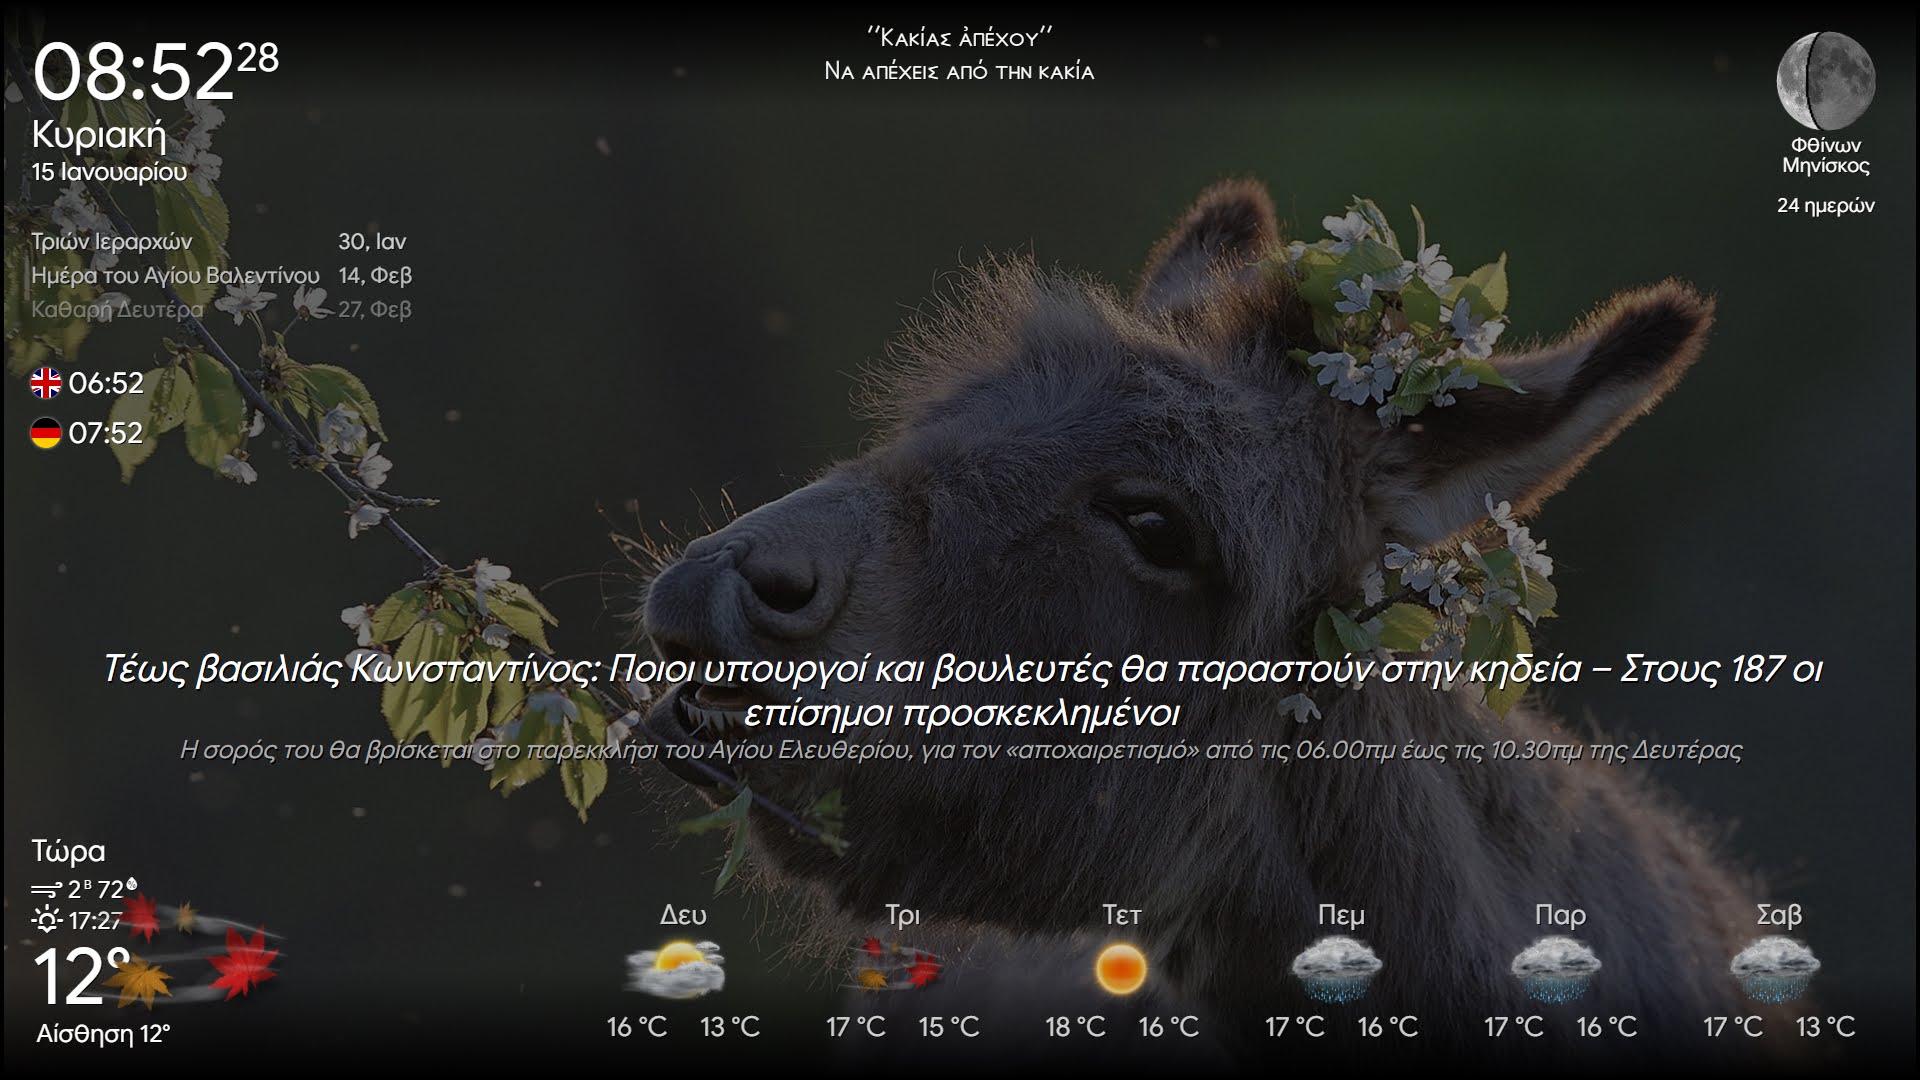 08:52 28
Κυριακή
15 Ιανουαρίου
Τριών Ιεραρχών 30, Ιαν
Ημέρα του Αγίου Βαλεντίνου 14, Φεβ
Καθαρή Δευτέρα 27, Φεβ
06:52
07:52
''Κακίας ἀπέχου''
Να απέχεις από την κακία
Φθίνων
Μηνίσκος
24 ημερών
Τέως βασιλιάς Κωνσταντίνος: Ποιοι υπουργοί και βουλευτές θα παραστούν στην κηδεία – Στους 187 οι
επίσημοι προσκεκλημένοι
Η σορός του θα βρίσκεται στο παρεκκλήσι του Αγίου Ελευθερίου, για τον «αποχαιρετισμό» από τις 06.00πμ έως τις 10.30πμ της Δευτέρας
Τώρα
2 Β 72 %
17:27
12°
Αίσθηση 12°
Δευ Τρι Τετ Πεμ Παρ Σαβ
16 °C 13 °C 17 °C 15 °C 18 °C 16 °C 17 °C 16 °C 17 °C 16 °C 17 °C 13 °C